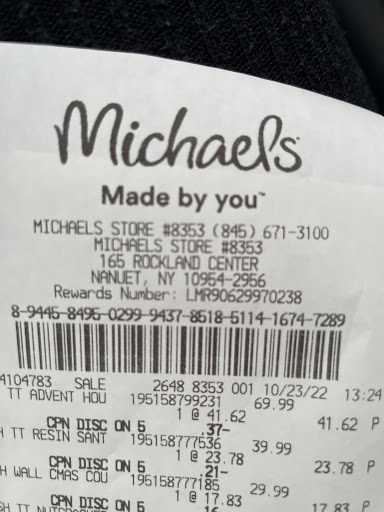 Michaels
Made by you™
MICHAELS STORE #8353 (845) 671-3100
MICHAELS STORE #8353
165 ROCKLAND CENTER
NANUET, NY 10954-2956
Rewards Number: LMR90629970238
8-9445-8495-0299-9437-8518-5114-1674-7289
4104783 SALE 2648 8353 001 10/23/22 13:24
TT ADVENT HOU 195158799231 69.99
1 @ 41.62 41.62 P
CPN DISC ON 5 37-
H TT RESIN SANT 195158777536 39.99
1 @ 23.78 23.78 P
CPN DISC ON 5 21-
H WALL CMAS COU 195158777185 29.99
1 @ 17.83 17.83 P
CPN DISC ON 5